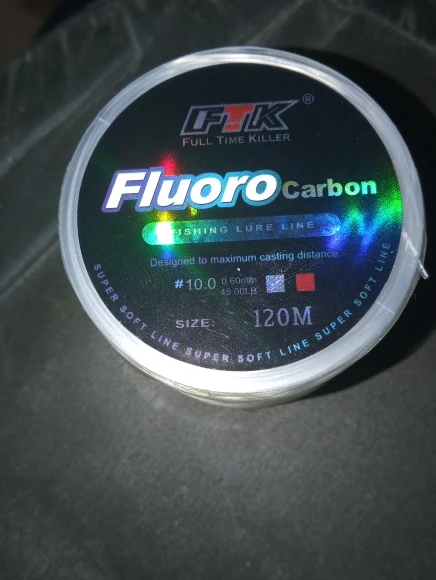 FTK®
FULL TIME KILLER
Fluoro Carbon
FISHING LURE LINE
Designed to maximum casting distance
#10.0 0.60mm
45.00LB
SIZE: 120M
SUPER SOFT LINE SUPER SOFT LINE SUPER SOFT LINE